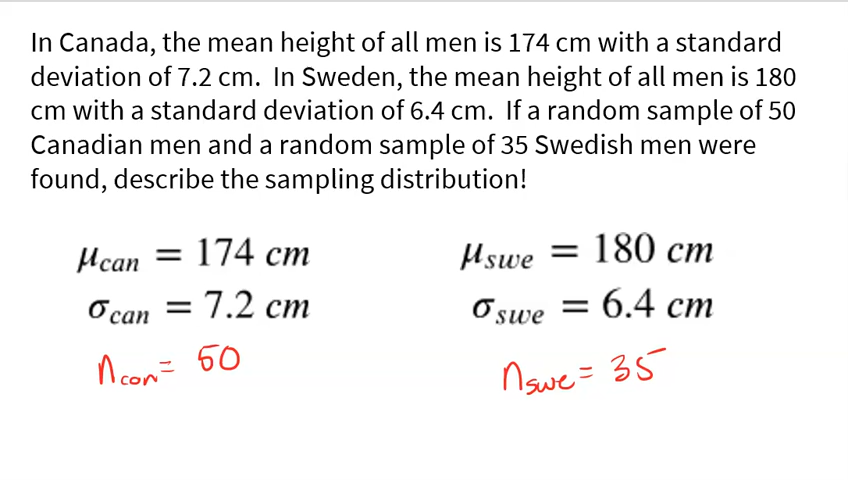 In Canada, the mean height of all men is 174 cm with a standard
deviation of 7.2 cm.  In Sweden, the mean height of all men is 180
cm with a standard deviation of 6.4 cm.  If a random sample of 50
Canadian men and a random sample of 35 Swedish men were
found, describe the sampling distribution!
μcan = 174 cm
μswe = 180 cm
σcan = 7.2 cm
σswe = 6.4 cm
ncan = 50
nswe = 35